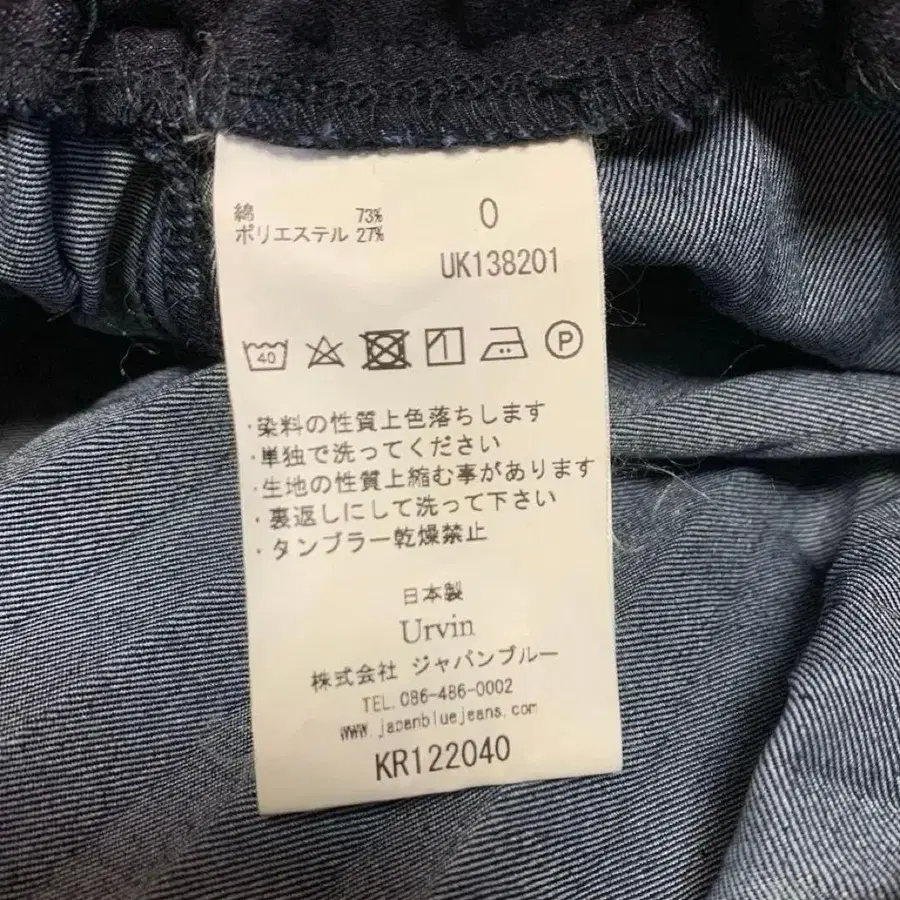 綿 73%
ポリエステル 27%
0
UK138201
40 P
・染料の性質上色落ちします
・単独で洗ってください
・生地の性質上縮む事があります
・裏返しにして洗って下さい
・タンブラー乾燥禁止
日本製
Urvin
株式会社 ジャパンブルー
TEL.086-486-0002
www.japanbluejeans.com
KR122040